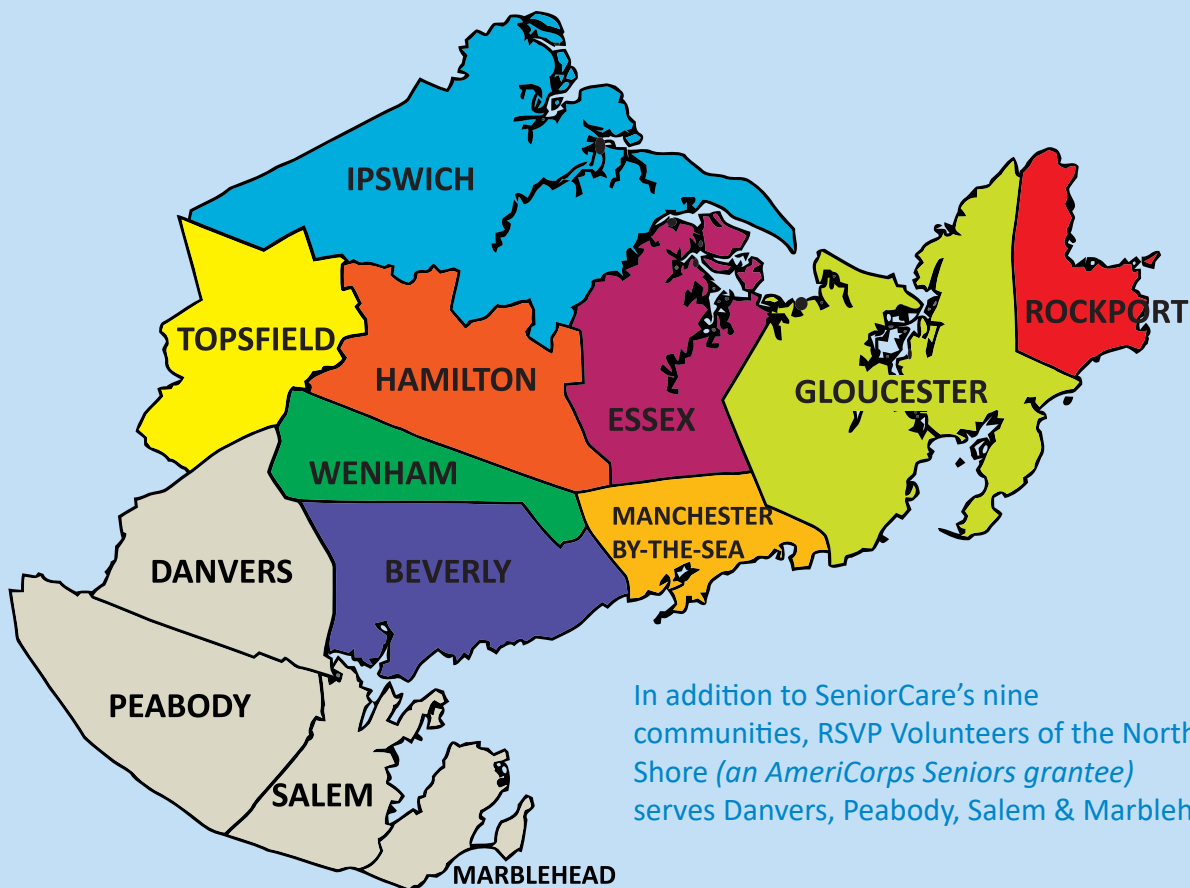 IPSWICH
ROCKPORT
TOPSFIELD
HAMILTON
GLOUCESTER
ESSEX
WENHAM
MANCHESTER
BY-THE-SEA
DANVERS
BEVERLY
PEABODY
SALEM
MARBLEHEAD
In addition to SeniorCare's nine
communities, RSVP Volunteers of the North
Shore (an AmeriCorps Seniors grantee)
serves Danvers, Peabody, Salem &